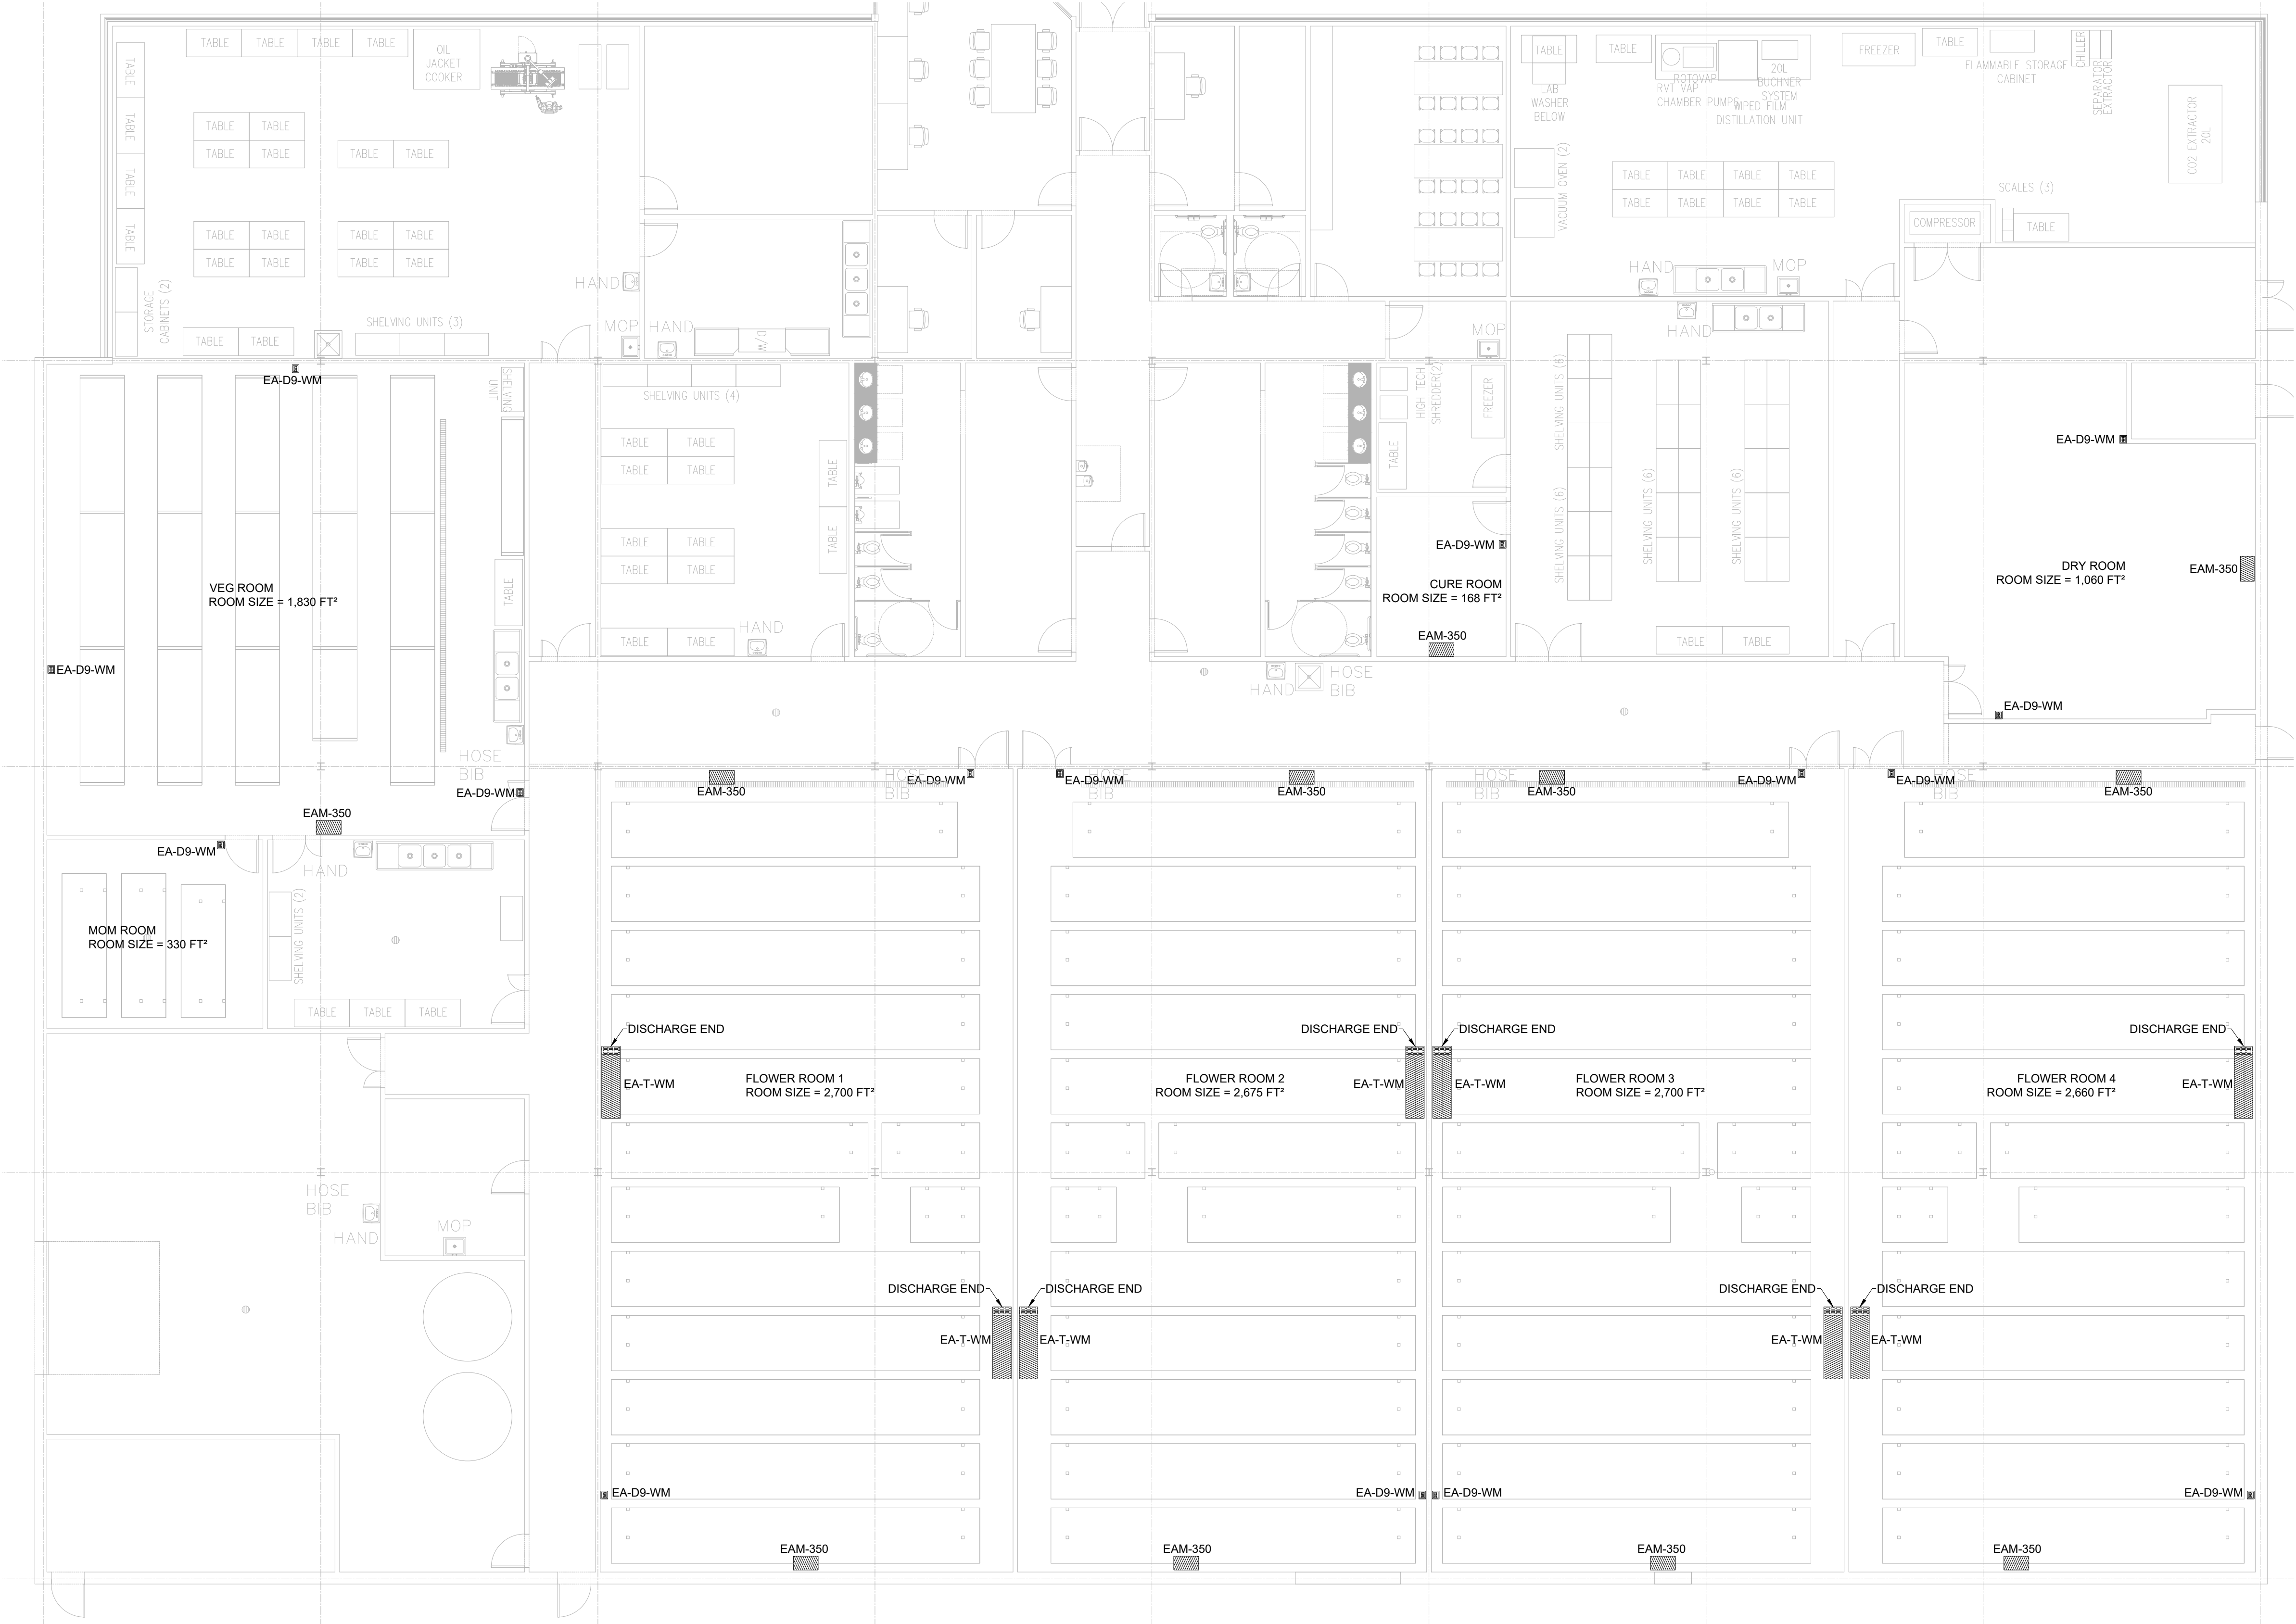 TABLE TABLE TABLE TABLE
OIL
JACKET
COOKER
TABLE
TABLE
TABLE
TABLE
TABLE TABLE
TABLE TABLE
TABLE TABLE
TABLE TABLE
TABLE TABLE
TABLE TABLE
TABLE TABLE
STORAGE
CABINETS (2)
TABLE TABLE
SHELVING UNITS (3)
HAND
MOP
HAND
D/W
TABLE
LAB
WASHER
BELOW
TABLE
ROTOVAP
RVT VAP
CHAMBER PUMPS
20L
BUCHNER
SYSTEM
WIPED FILM
DISTILLATION UNIT
FREEZER
TABLE
FLAMMABLE STORAGE
CABINET
CHILLER
SEPARATOR
EXTRACTOR
CO2 EXTRACTOR
20L
VACUUM OVEN (2)
TABLE TABLE TABLE TABLE
TABLE TABLE TABLE TABLE
SCALES (3)
COMPRESSOR
TABLE
HAND
MOP
HAND
MOP
EA-D9-WM
SHELVING
UNIT
SHELVING UNITS (4)
TABLE TABLE
TABLE TABLE
TABLE
TABLE
TABLE TABLE
TABLE TABLE
TABLE TABLE
HAND
TABLE
HIGH TECH
SHREDDER(2)
FREEZER
TABLE
SHELVING UNITS (6)
SHELVING UNITS (6)
SHELVING UNITS (6)
SHELVING UNITS (6)
TABLE TABLE
EA-D9-WM
EA-D9-WM
VEG ROOM
ROOM SIZE = 1,830 FT²
CURE ROOM
ROOM SIZE = 168 FT²
DRY ROOM
ROOM SIZE = 1,060 FT²
EAM-350
EAM-350
EA-D9-WM
HAND
HOSE
BIB
EA-D9-WM
HOSE
BIB
EA-D9-WM
EAM-350
EAM-350
HOSE
BIB
EA-D9-WM
EA-D9-WM
HOSE
BIB
EAM-350
HOSE
BIB
EAM-350
EA-D9-WM
EA-D9-WM
HOSE
BIB
EAM-350
EA-D9-WM
HAND
SHELVING UNITS (2)
MOM ROOM
ROOM SIZE = 330 FT²
TABLE TABLE TABLE
DISCHARGE END
DISCHARGE END
DISCHARGE END
DISCHARGE END
EA-T-WM
FLOWER ROOM 1
ROOM SIZE = 2,700 FT²
FLOWER ROOM 2
ROOM SIZE = 2,675 FT²
EA-T-WM
EA-T-WM
FLOWER ROOM 3
ROOM SIZE = 2,700 FT²
FLOWER ROOM 4
ROOM SIZE = 2,660 FT²
EA-T-WM
HOSE
BIB
HAND
MOP
DISCHARGE END
DISCHARGE END
DISCHARGE END
DISCHARGE END
EA-T-WM
EA-T-WM
EA-T-WM
EA-T-WM
EA-D9-WM
EA-D9-WM
EA-D9-WM
EA-D9-WM
EAM-350
EAM-350
EAM-350
EAM-350